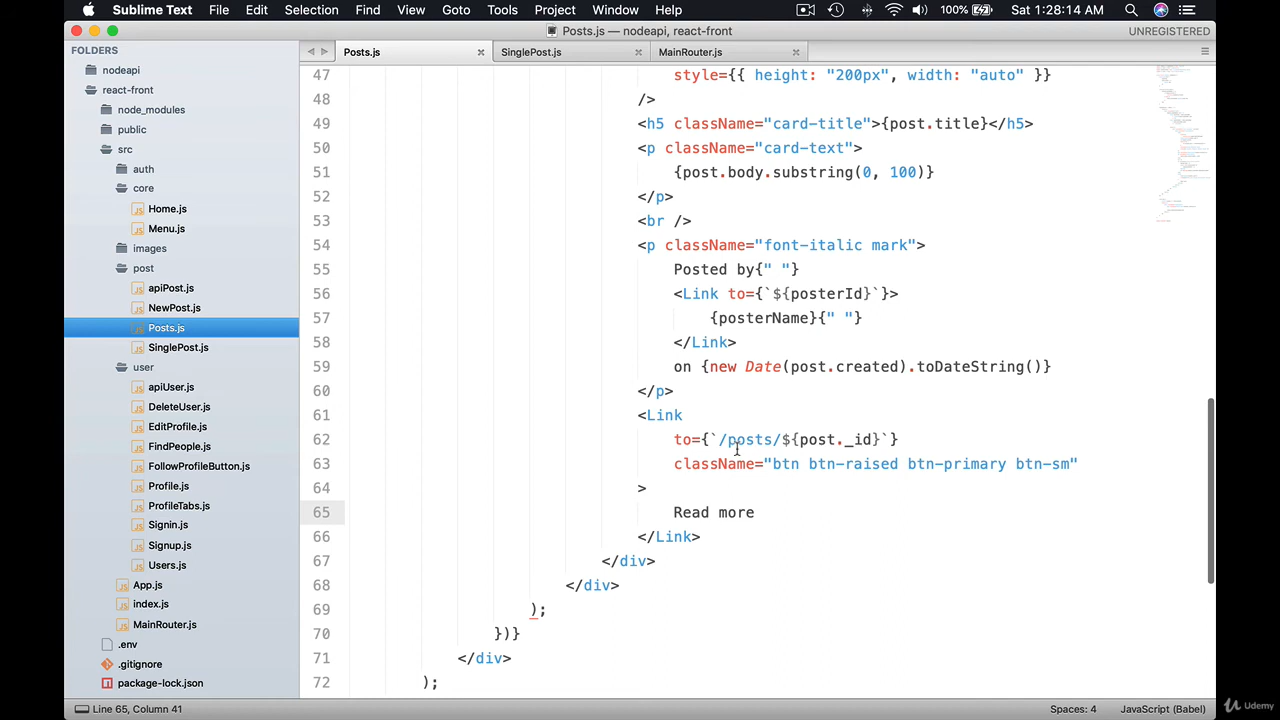 Sublime Text File Edit Selection Find View Goto Tools Project Window Help 100% Sat 1:28:14 AM
Posts.js — nodeapi, react-front UNREGISTERED
FOLDERS
nodeapi
react-front
node_modules
public
src
auth
core
Home.js
Menu.js
images
post
apiPost.js
NewPost.js
Posts.js
SinglePost.js
user
apiUser.js
DeleteUser.js
EditProfile.js
FindPeople.js
FollowProfileButton.js
Profile.js
ProfileTabs.js
Signin.js
Signup.js
Users.js
App.js
index.js
MainRouter.js
.env
.gitignore
package-lock.json
Posts.js SinglePost.js MainRouter.js
47 style={{ height: "200px", width: "auto" }}
48 />
49 <h5 className="card-title">{post.title}</h5>
50 <p className="card-text">
51 {post.body.substring(0, 100)}
52 </p>
53 <br />
54 <p className="font-italic mark">
55 Posted by{" "}
56 <Link to={`${posterId}`}>
57 {posterName}{" "}
58 </Link>
59 on {new Date(post.created).toDateString()}
60 </p>
61 <Link
62 to={`/posts/${post._id}`}
63 className="btn btn-raised btn-primary btn-sm"
64 >
65 Read more
66 </Link>
67 </div>
68 </div>
69 );
70 })}
71 </div>
72 );
Line 65, Column 41 Spaces: 4 JavaScript (Babel)
Udemy